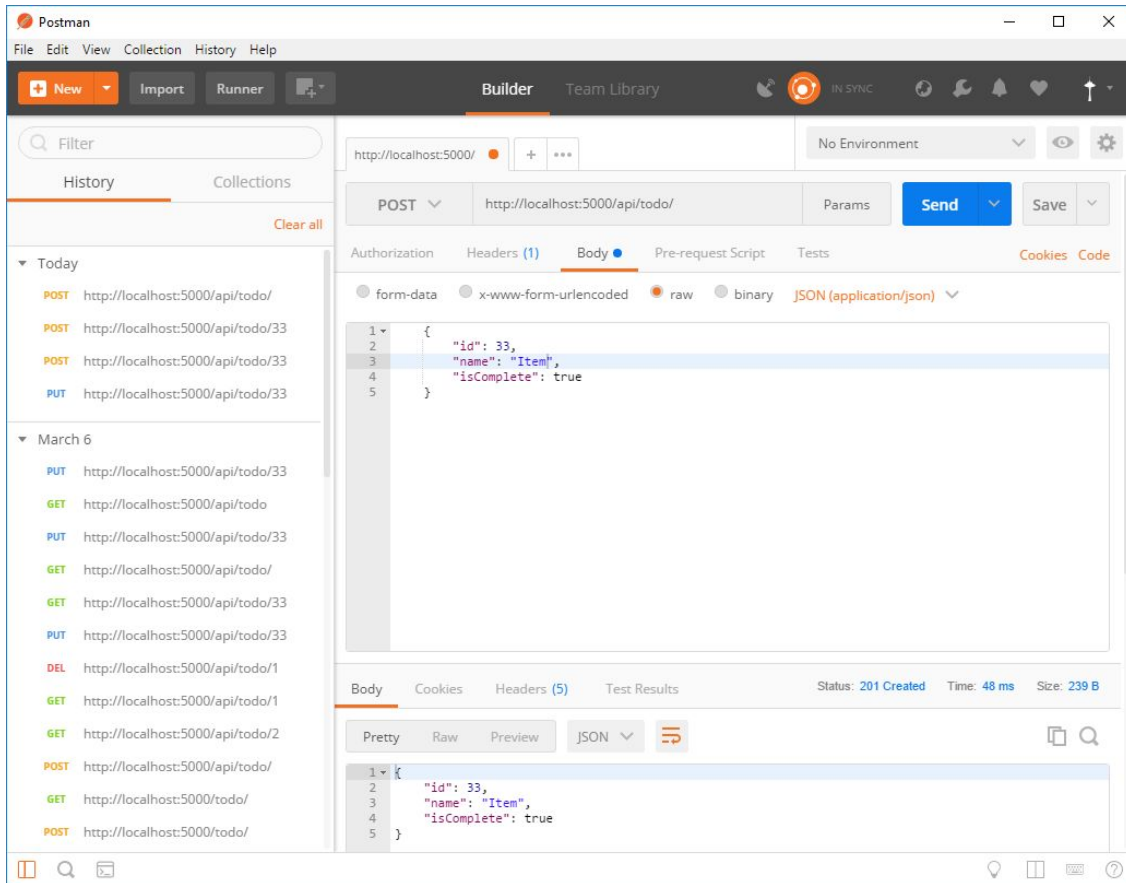 Postman
File Edit View Collection History Help
New Import Runner Builder Team Library IN SYNC
Filter
History Collections
Clear all
Today
POST http://localhost:5000/api/todo/
POST http://localhost:5000/api/todo/33
POST http://localhost:5000/api/todo/33
PUT http://localhost:5000/api/todo/33
March 6
PUT http://localhost:5000/api/todo/33
GET http://localhost:5000/api/todo
PUT http://localhost:5000/api/todo/33
GET http://localhost:5000/api/todo/
GET http://localhost:5000/api/todo/33
PUT http://localhost:5000/api/todo/33
DEL http://localhost:5000/api/todo/1
GET http://localhost:5000/api/todo/1
GET http://localhost:5000/api/todo/2
POST http://localhost:5000/api/todo/
GET http://localhost:5000/todo/
POST http://localhost:5000/todo/
http://localhost:5000/ + ••• No Environment
POST http://localhost:5000/api/todo/ Params Send Save
Authorization Headers (1) Body Pre-request Script Tests Cookies Code
form-data x-www-form-urlencoded raw binary JSON (application/json)
1 {
2 "id": 33,
3 "name": "Item",
4 "isComplete": true
5 }
Body Cookies Headers (5) Test Results Status: 201 Created Time: 48 ms Size: 239 B
Pretty Raw Preview JSON
1 {
2 "id": 33,
3 "name": "Item",
4 "isComplete": true
5 }